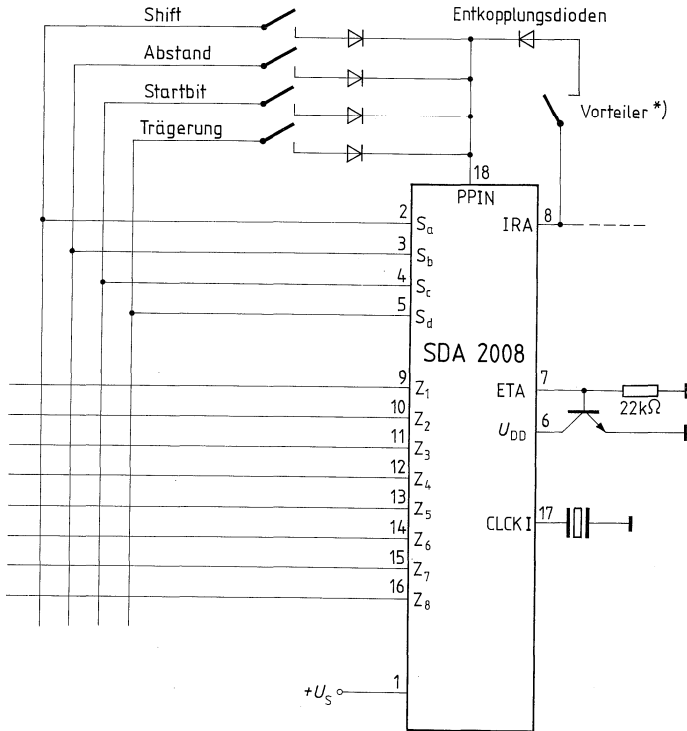 Shift
Entkopplungsdioden
Abstand
Startbit
Vorteiler *)
Trägerung
18
PPIN
2 Sa IRA 8
3 Sb
4 Sc
5 Sd
SDA 2008
9 Z1 ETA 7
22kΩ
10 Z2 UDD 6
11 Z3
12 Z4
13 Z5 CLCK I 17
14 Z6
15 Z7
16 Z8
+US 1